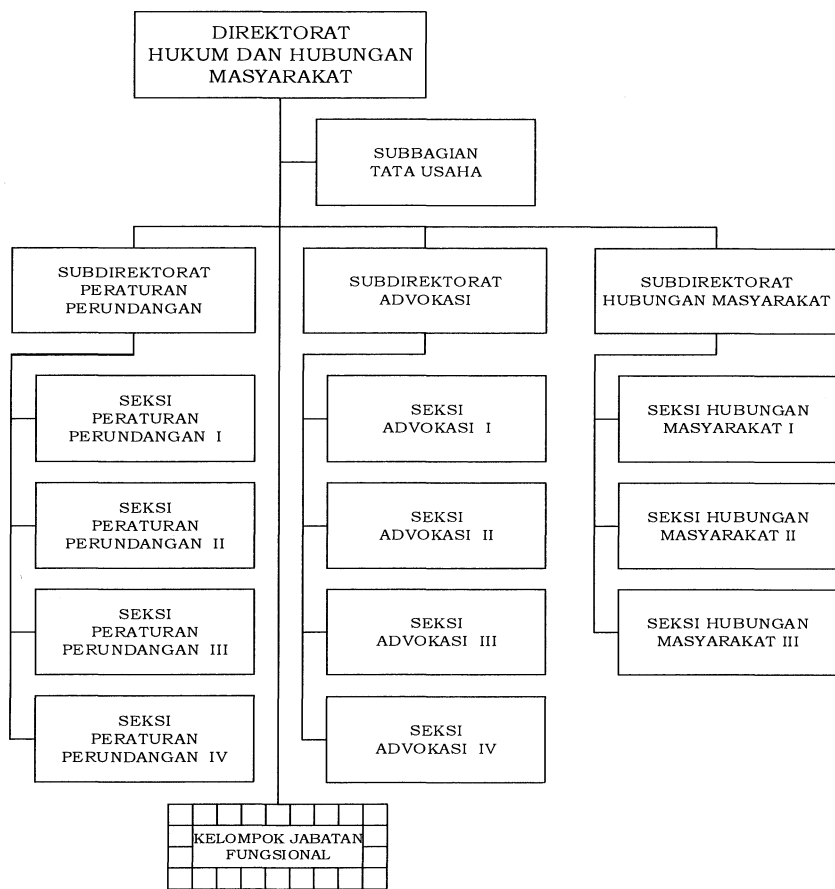 DIREKTORAT
HUKUM DAN HUBUNGAN
MASYARAKAT
SUBBAGIAN
TATA USAHA
SUBDIREKTORAT
PERATURAN
PERUNDANGAN
SUBDIREKTORAT
ADVOKASI
SUBDIREKTORAT
HUBUNGAN MASYARAKAT
SEKSI
PERATURAN
PERUNDANGAN I
SEKSI
ADVOKASI I
SEKSI HUBUNGAN
MASYARAKAT I
SEKSI
PERATURAN
PERUNDANGAN II
SEKSI
ADVOKASI II
SEKSI HUBUNGAN
MASYARAKAT II
SEKSI
PERATURAN
PERUNDANGAN III
SEKSI
ADVOKASI III
SEKSI HUBUNGAN
MASYARAKAT III
SEKSI
PERATURAN
PERUNDANGAN IV
SEKSI
ADVOKASI IV
KELOMPOK JABATAN
FUNGSIONAL